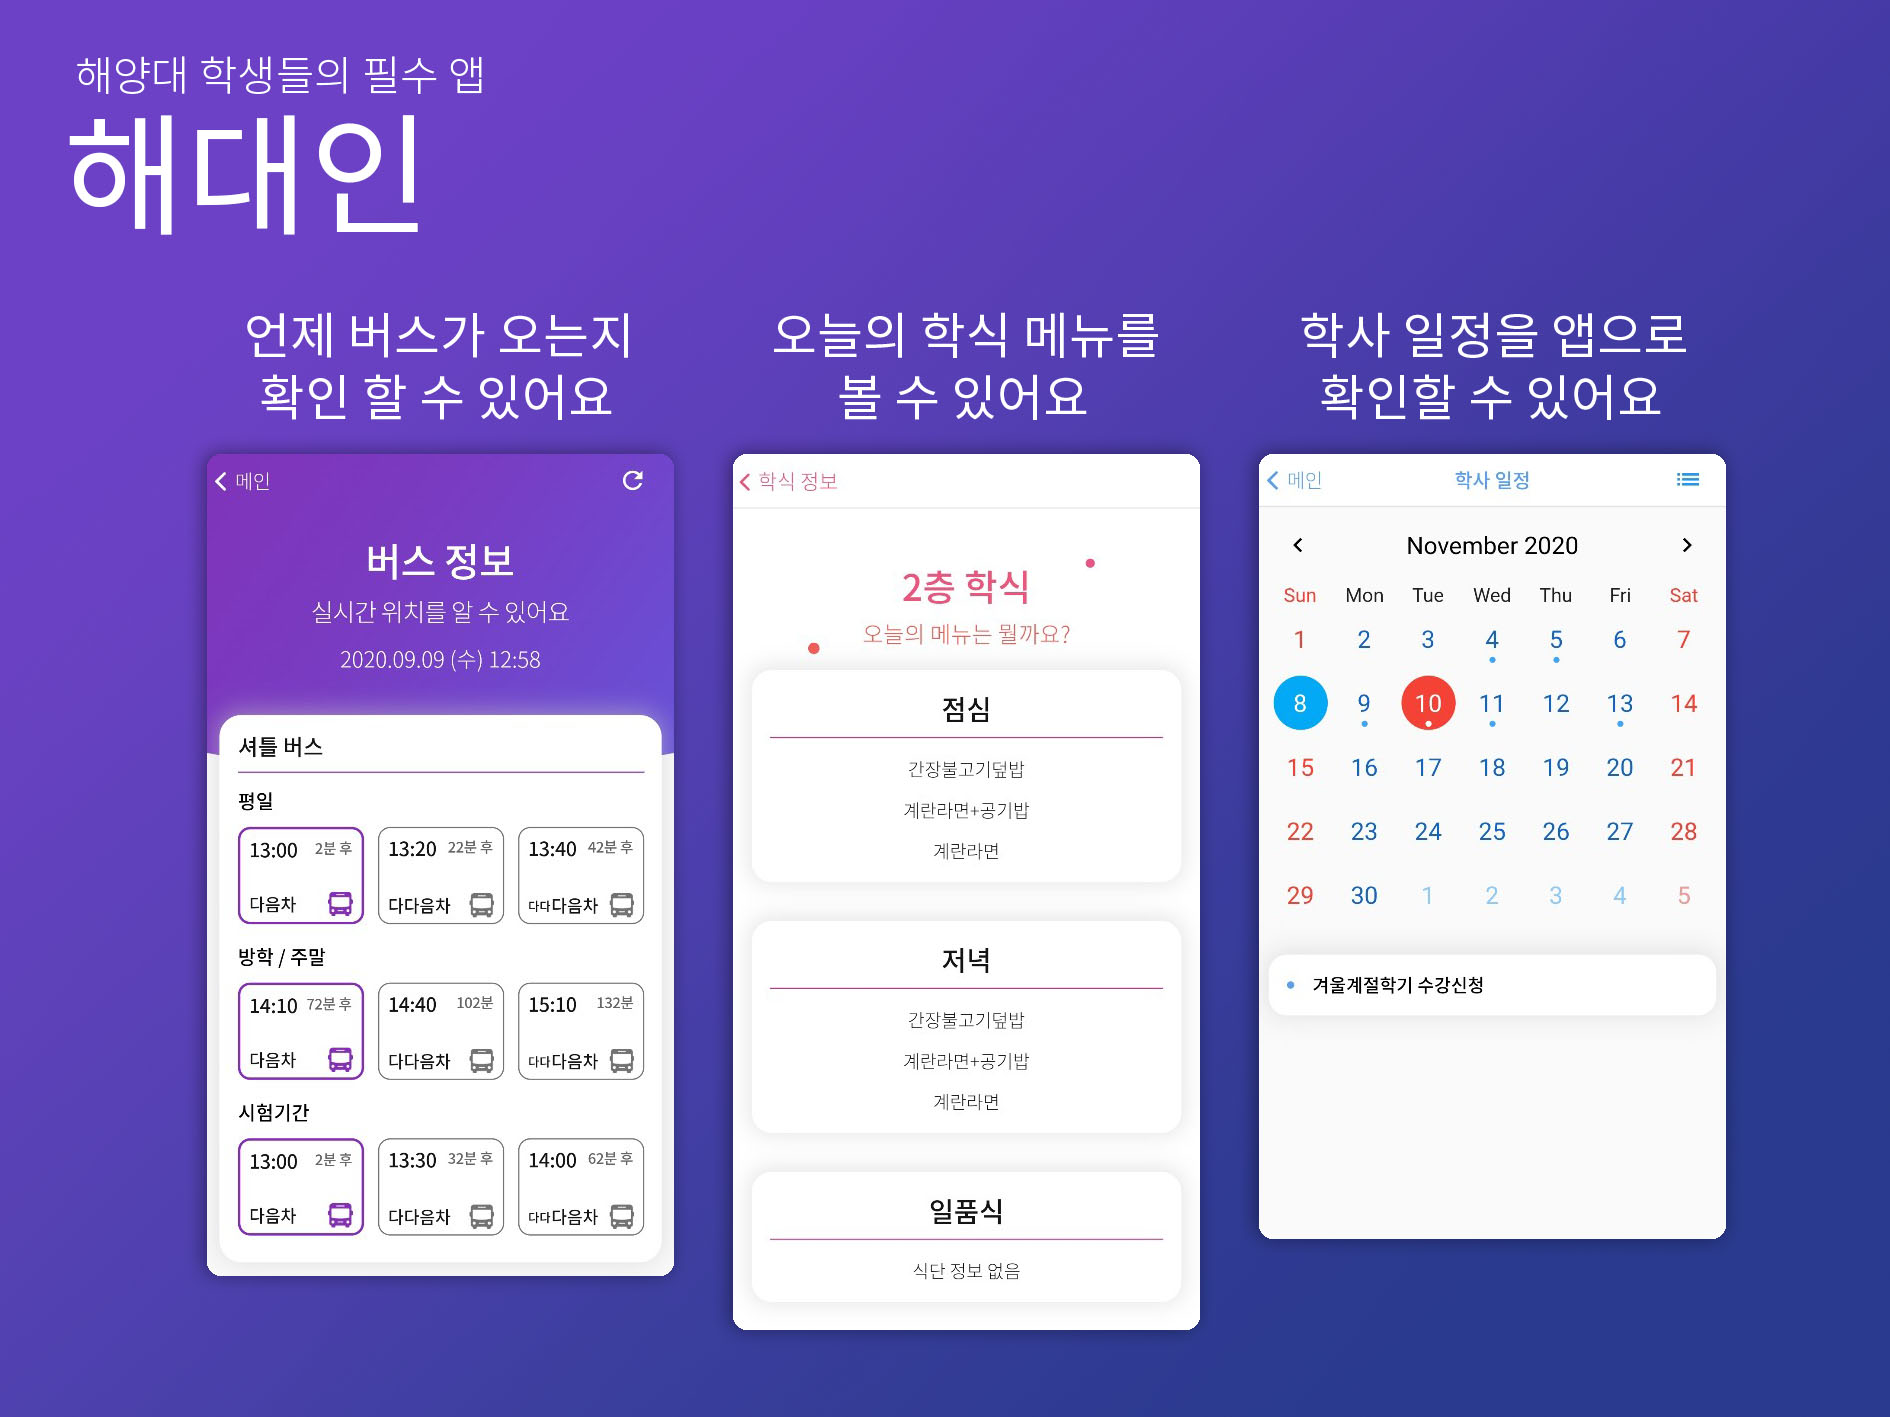 해양대 학생들의 필수 앱
해대인
언제 버스가 오는지
확인 할 수 있어요
메인
버스 정보
실시간 위치를 알 수 있어요
2020.09.09 (수) 12:58
셔틀 버스
평일
13:00 2분 후
다음차
13:20 22분 후
다다음차
13:40 42분 후
다다다음차
방학 / 주말
14:10 72분 후
다음차
14:40 102분
다다음차
15:10 132분
다다다음차
시험기간
13:00 2분 후
다음차
13:30 32분 후
다다음차
14:00 62분 후
다다다음차
오늘의 학식 메뉴를
볼 수 있어요
학식 정보
2층 학식
오늘의 메뉴는 뭘까요?
점심
간장불고기덮밥
계란라면+공기밥
계란라면
저녁
간장불고기덮밥
계란라면+공기밥
계란라면
일품식
식단 정보 없음
학사 일정을 앱으로
확인할 수 있어요
메인 학사 일정
November 2020
Sun Mon Tue Wed Thu Fri Sat
1 2 3 4 5 6 7
8 9 10 11 12 13 14
15 16 17 18 19 20 21
22 23 24 25 26 27 28
29 30 1 2 3 4 5
겨울계절학기 수강신청